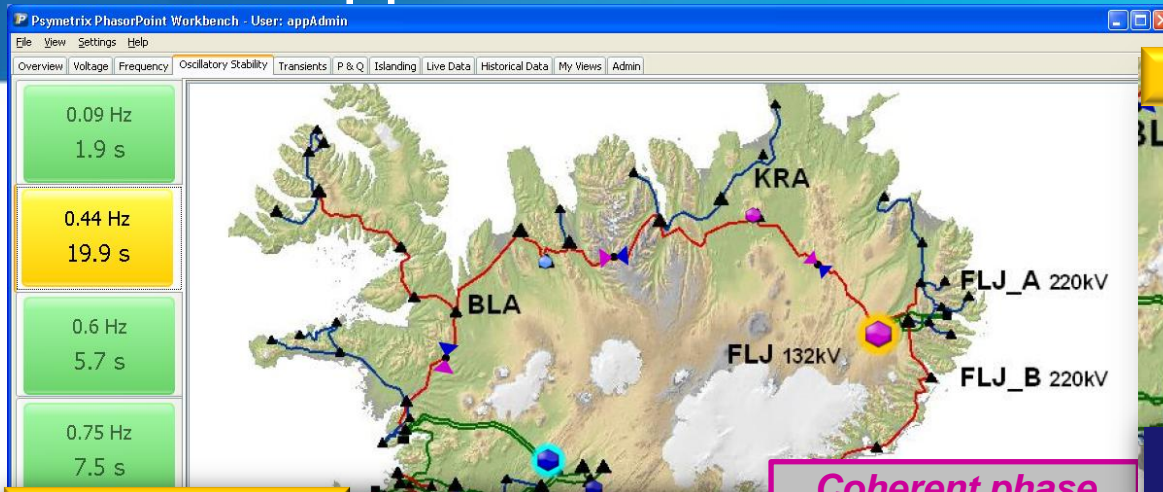 Psymetrix PhasorPoint Workbench - User: appAdmin
File View Settings Help
Overview Voltage Frequency Oscillatory Stability Transients P & Q Islanding Live Data Historical Data My Views Admin
0.09 Hz
1.9 s
0.44 Hz
19.9 s
0.6 Hz
5.7 s
0.75 Hz
7.5 s
KRA
BLA
FLJ_A 220kV
FLJ 132kV
FLJ_B 220kV
Coherent phase